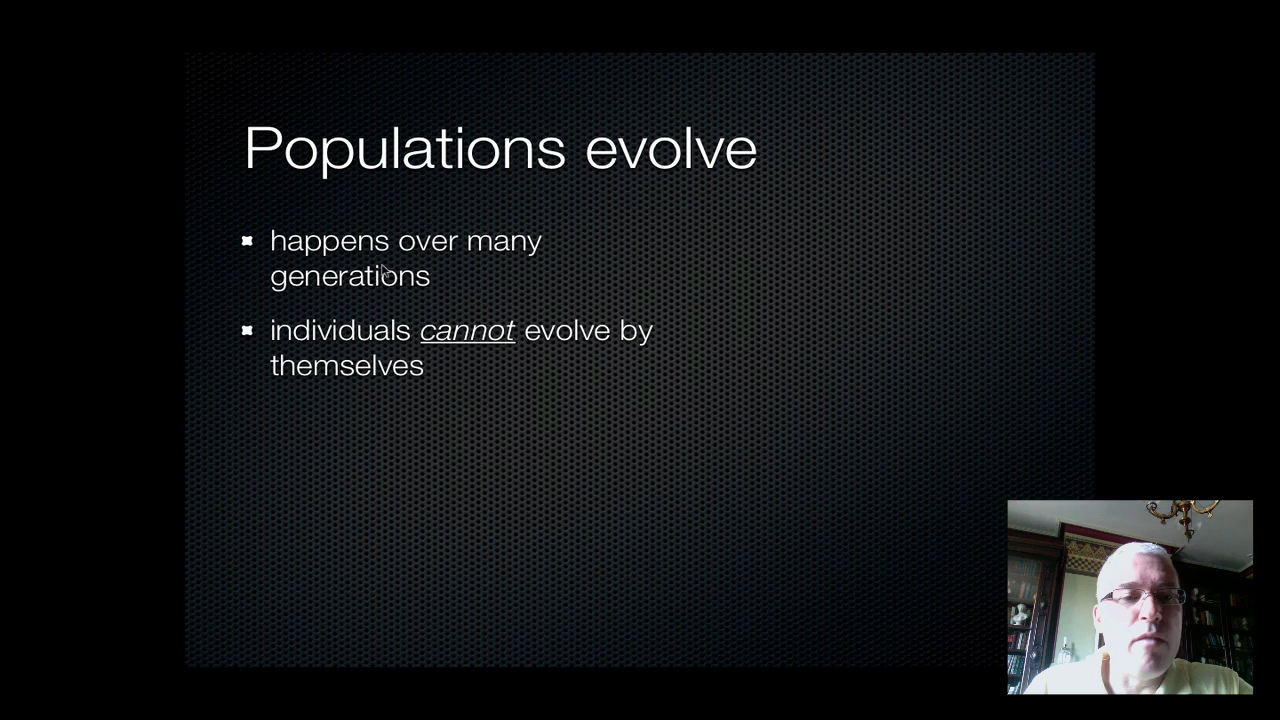 Populations evolve
happens over many
generations
individuals cannot evolve by
themselves